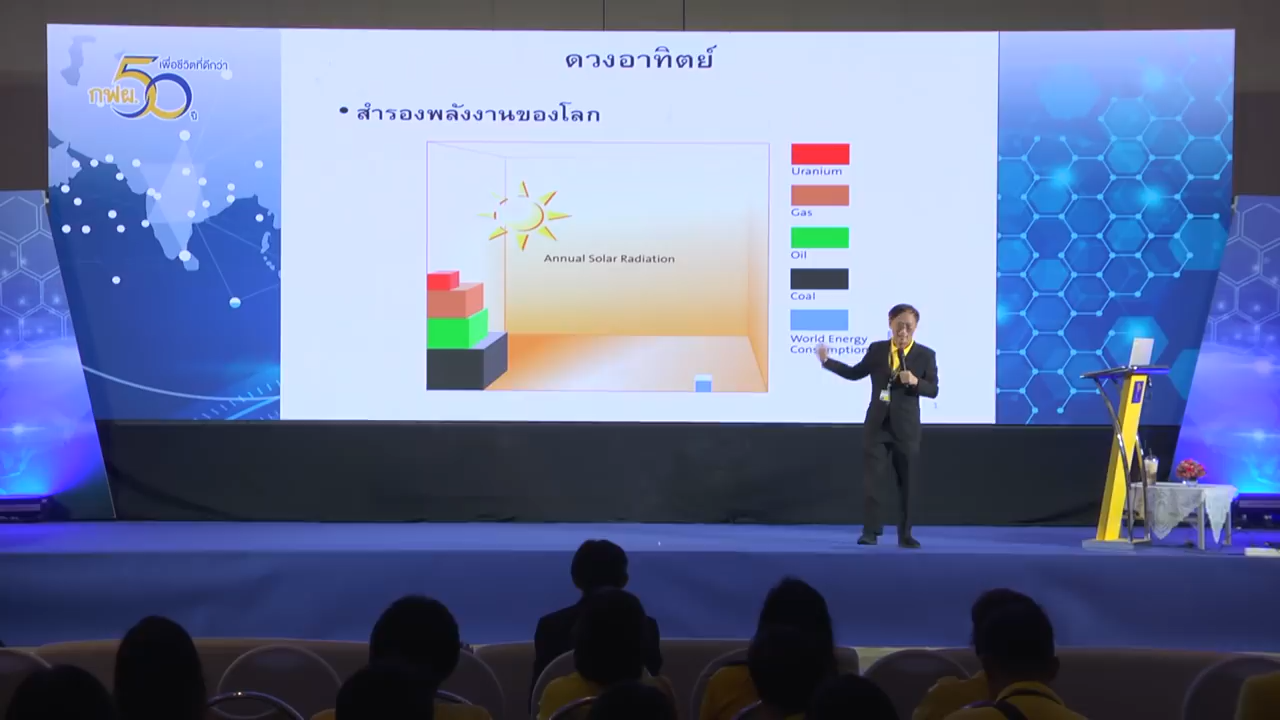 เพื่อชีวิตที่ดีกว่า
กฟผ. 50 ปี
ดวงอาทิตย์
• สำรองพลังงานของโลก
Annual Solar Radiation
Uranium
Gas
Oil
Coal
World Energy
Consumption